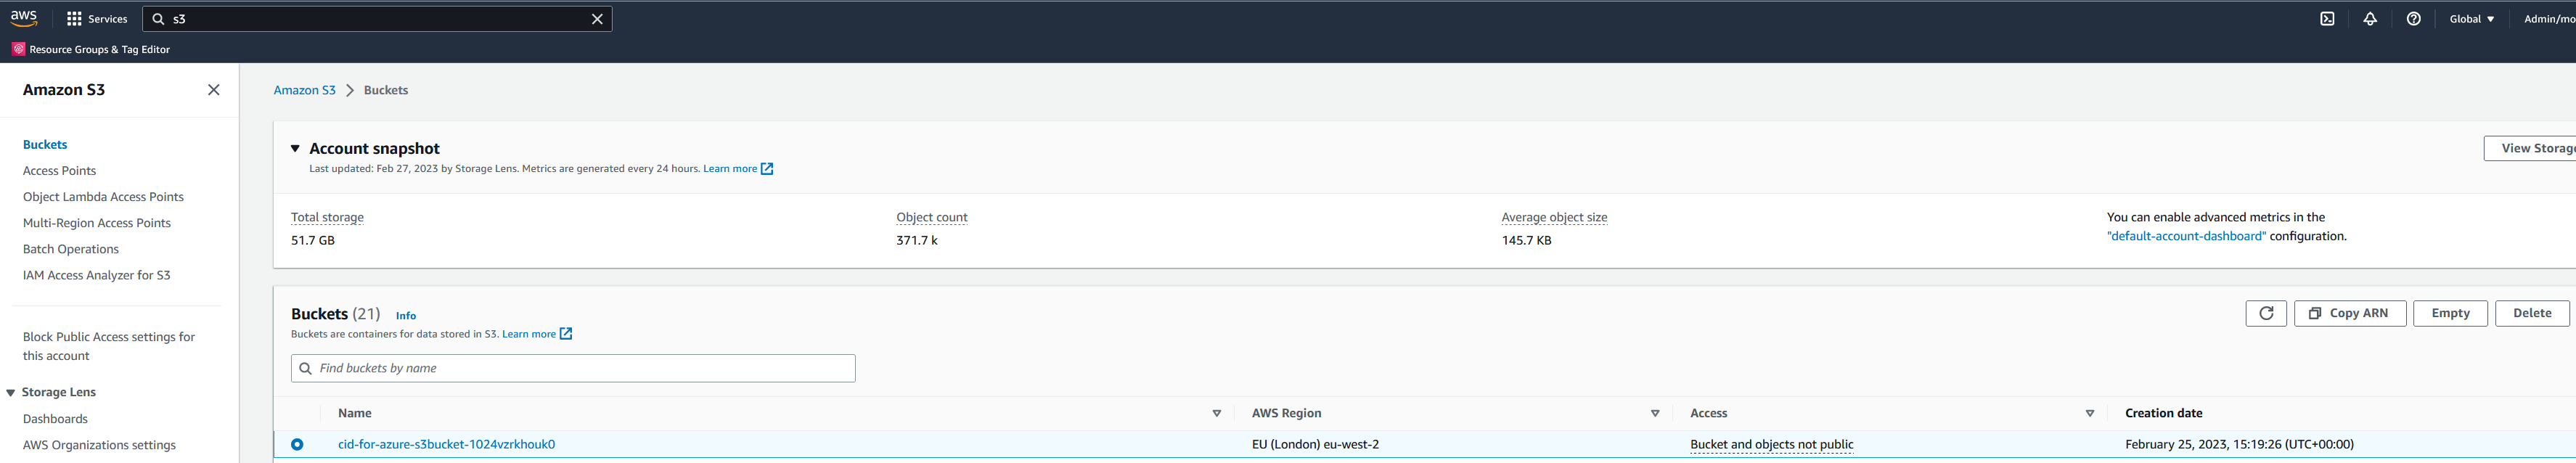 aws
Services
s3
Global
Admin/mo
Resource Groups & Tag Editor
Amazon S3
Buckets
Access Points
Object Lambda Access Points
Multi-Region Access Points
Batch Operations
IAM Access Analyzer for S3
Block Public Access settings for
this account
Storage Lens
Dashboards
AWS Organizations settings
Amazon S3 > Buckets
Account snapshot
View Storag
Last updated: Feb 27, 2023 by Storage Lens. Metrics are generated every 24 hours. Learn more
Total storage
51.7 GB
Object count
371.7 k
Average object size
145.7 KB
You can enable advanced metrics in the
"default-account-dashboard" configuration.
Buckets (21) Info
Copy ARN
Empty
Delete
Buckets are containers for data stored in S3. Learn more
Find buckets by name
Name AWS Region Access Creation date
cid-for-azure-s3bucket-1024vzrkhouk0 EU (London) eu-west-2 Bucket and objects not public February 25, 2023, 15:19:26 (UTC+00:00)